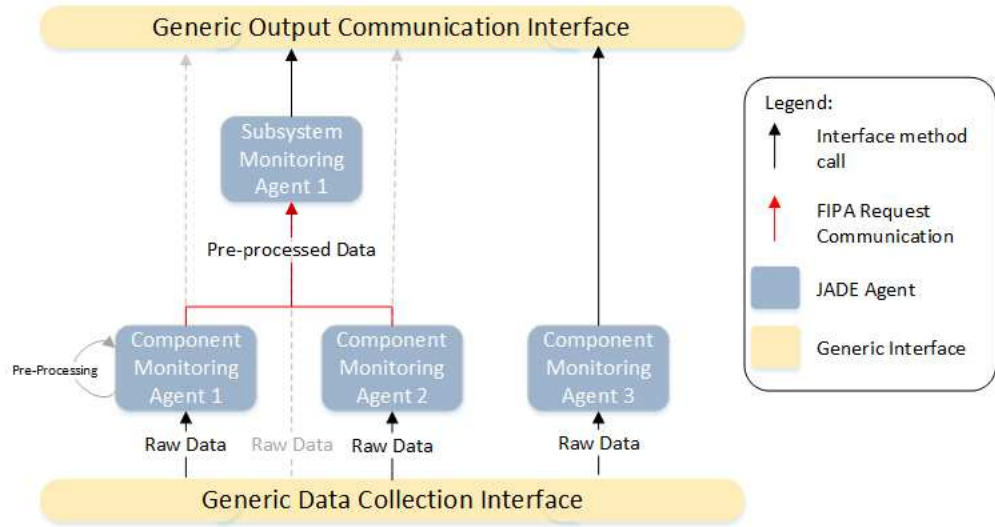 Generic Output Communication Interface
Subsystem
Monitoring
Agent 1
Pre-processed Data
Component
Monitoring
Agent 1
Component
Monitoring
Agent 2
Component
Monitoring
Agent 3
Pre-Processing
Raw Data
Raw Data
Raw Data
Raw Data
Generic Data Collection Interface
Legend:
Interface method
call
FIPA Request
Communication
JADE Agent
Generic Interface